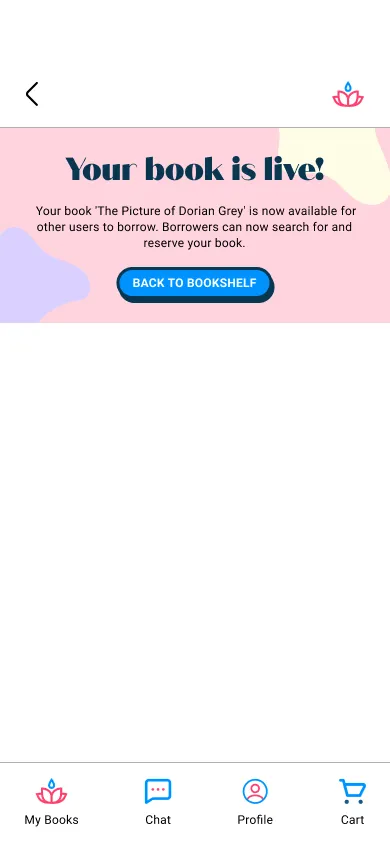 Your book is live!
Your book 'The Picture of Dorian Grey' is now available for
other users to borrow. Borrowers can now search for and
reserve your book.
BACK TO BOOKSHELF
My Books
Chat
Profile
Cart